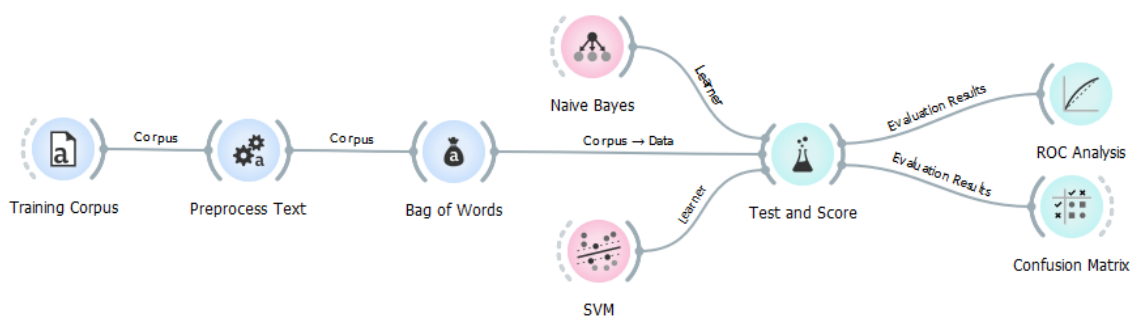 Naive Bayes
Learner
Training Corpus
Corpus
Preprocess Text
Corpus
Bag of Words
Corpus → Data
Test and Score
Learner
SVM
Evaluation Results
ROC Analysis
Evaluation Results
Confusion Matrix
a
a
a